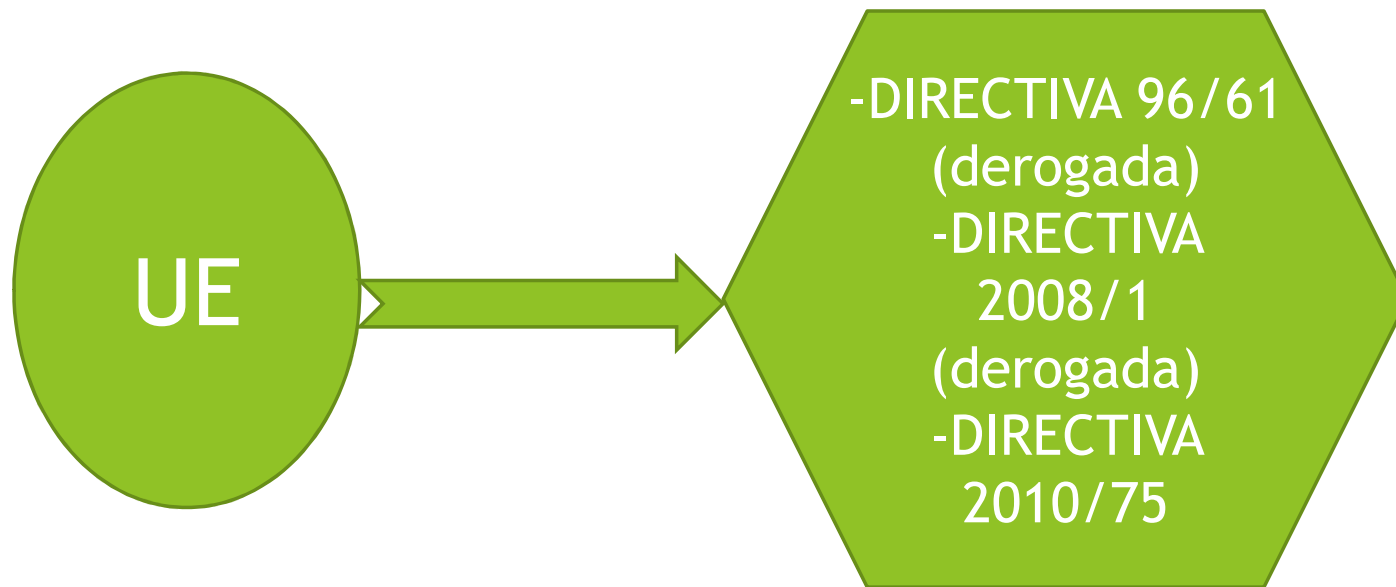 UE
-DIRECTIVA 96/61
(derogada)
-DIRECTIVA
2008/1
(derogada)
-DIRECTIVA
2010/75